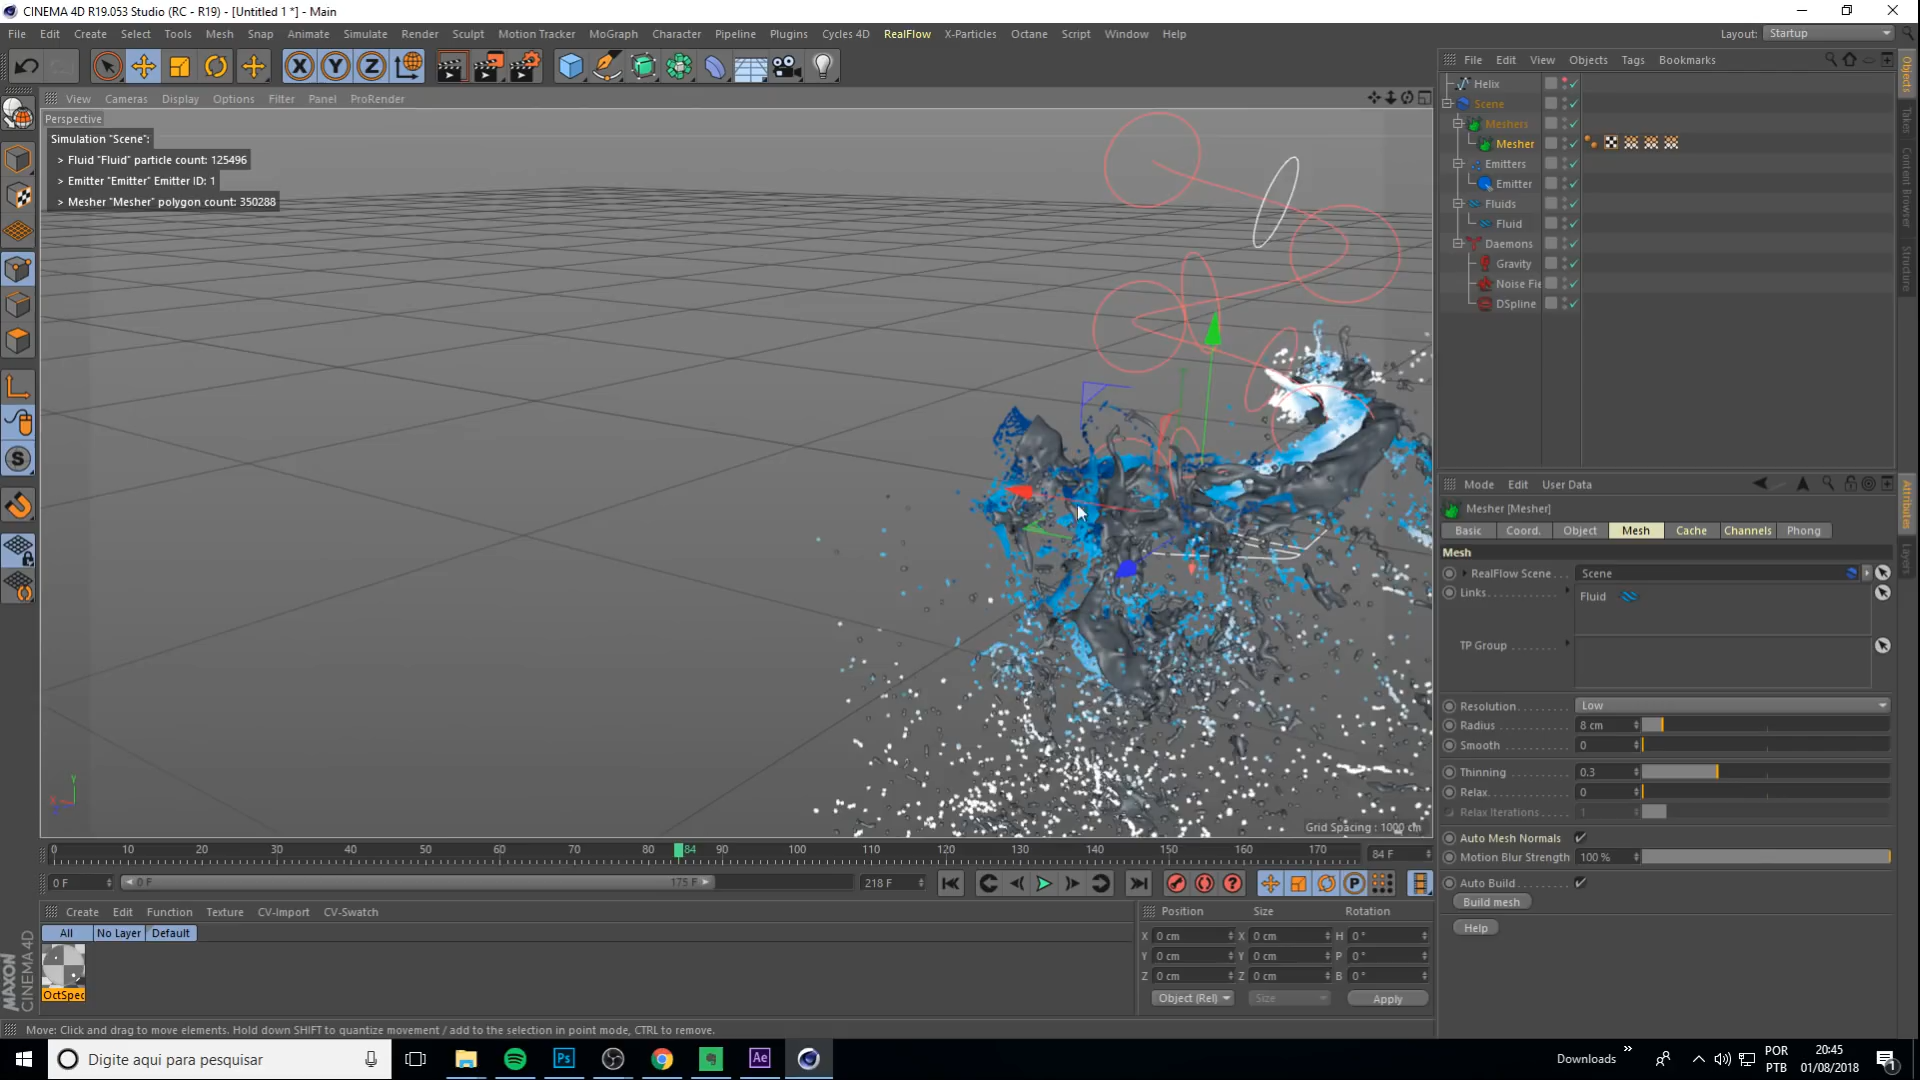 CINEMA 4D R19.053 Studio (RC - R19) - [Untitled 1 *] - Main
File Edit Create Select Tools Mesh Snap Animate Simulate Render Sculpt Motion Tracker MoGraph Character Pipeline Plugins Cycles 4D RealFlow X-Particles Octane Script Window Help
Layout: Startup
X Y Z
File Edit View Objects Tags Bookmarks
View Cameras Display Options Filter Panel ProRender
Perspective
Simulation "Scene":
> Fluid "Fluid" particle count: 125496
> Emitter "Emitter" Emitter ID: 1
> Mesher "Mesher" polygon count: 350288
Helix
Scene
Meshers
Mesher
Emitters
Emitter
Fluids
Fluid
Daemons
Gravity
Noise Fie
DSpline
Objects
Takes
Content Browser
Structure
Attributes
Layers
Mode Edit User Data
Mesher [Mesher]
Basic Coord. Object Mesh Cache Channels Phong
Mesh
RealFlow Scene Scene
Links Fluid
TP Group
Resolution Low
Radius 8 cm
Smooth 0
Thinning 0.3
Relax 0
Relax Iterations 1
Auto Mesh Normals
Motion Blur Strength 100 %
Auto Build
Build mesh
Help
Grid Spacing : 1000 cm
0 10 20 30 40 50 60 70 80 84 90 100 110 120 130 140 150 160 170 84 F
0 F 0 F 175 F 218 F
Create Edit Function Texture CV-Import CV-Swatch
All No Layer Default
OctSpec
MAXON
CINEMA 4D
Position Size Rotation
X 0 cm X 0 cm H 0 °
Y 0 cm Y 0 cm P 0 °
Z 0 cm Z 0 cm B 0 °
Object (Rel) Size Apply
Move: Click and drag to move elements. Hold down SHIFT to quantize movement / add to the selection in point mode, CTRL to remove.
Digite aqui para pesquisar
Ps
Ae
Downloads
POR
PTB
20:45
01/08/2018
1